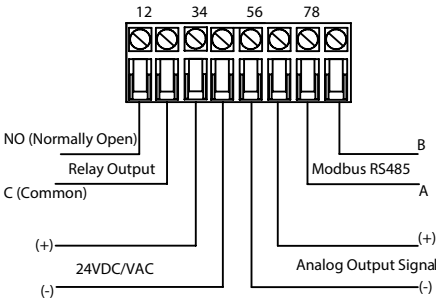 12 34 56 78
NO (Normally Open)
Relay Output
C (Common)
B
Modbus RS485
A
(+)
24VDC/VAC
(-)
(+)
Analog Output Signal
(-)